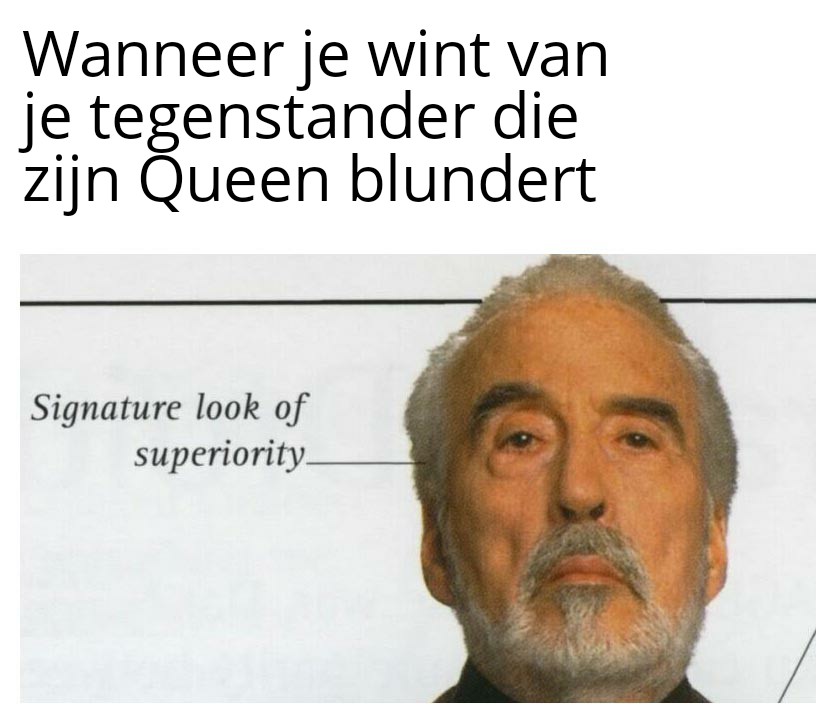 Wanneer je wint van
je tegenstander die
zijn Queen blundert
Signature look of
superiority